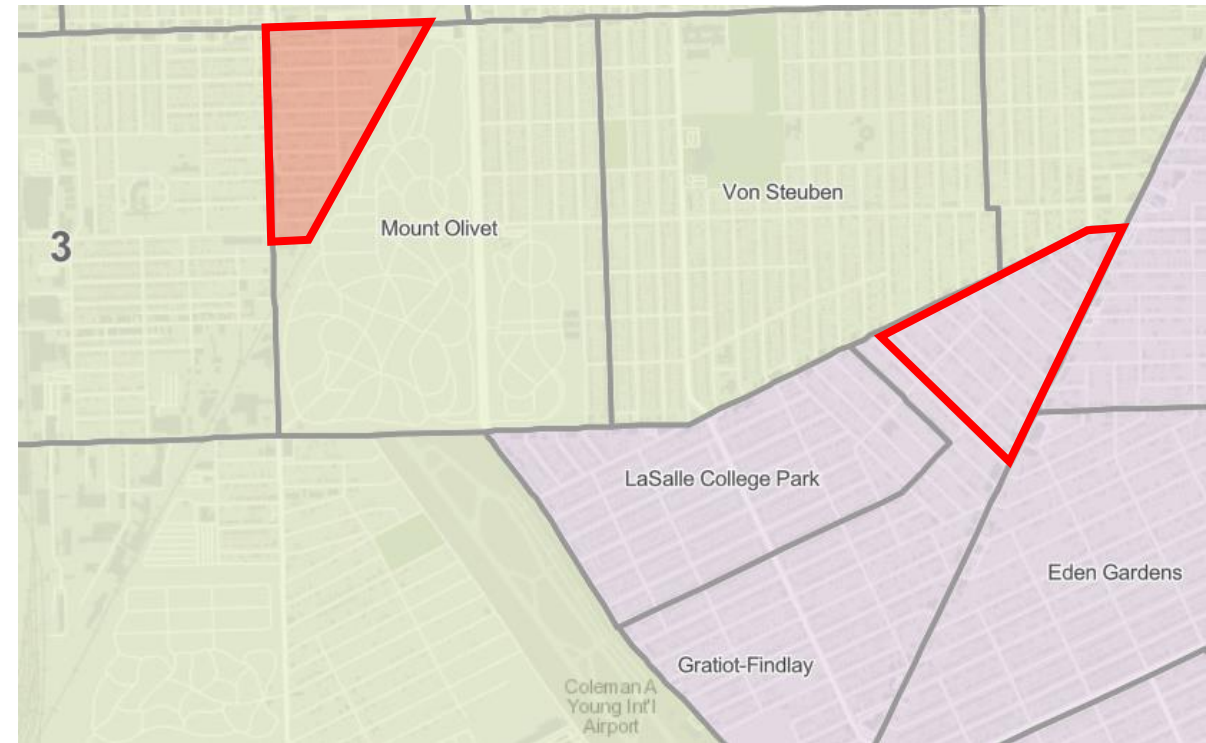 Von Steuben
Mount Olivet
3
LaSalle College Park
Eden Gardens
Gratiot-Findlay
Coleman A
Young Int'l
Airport